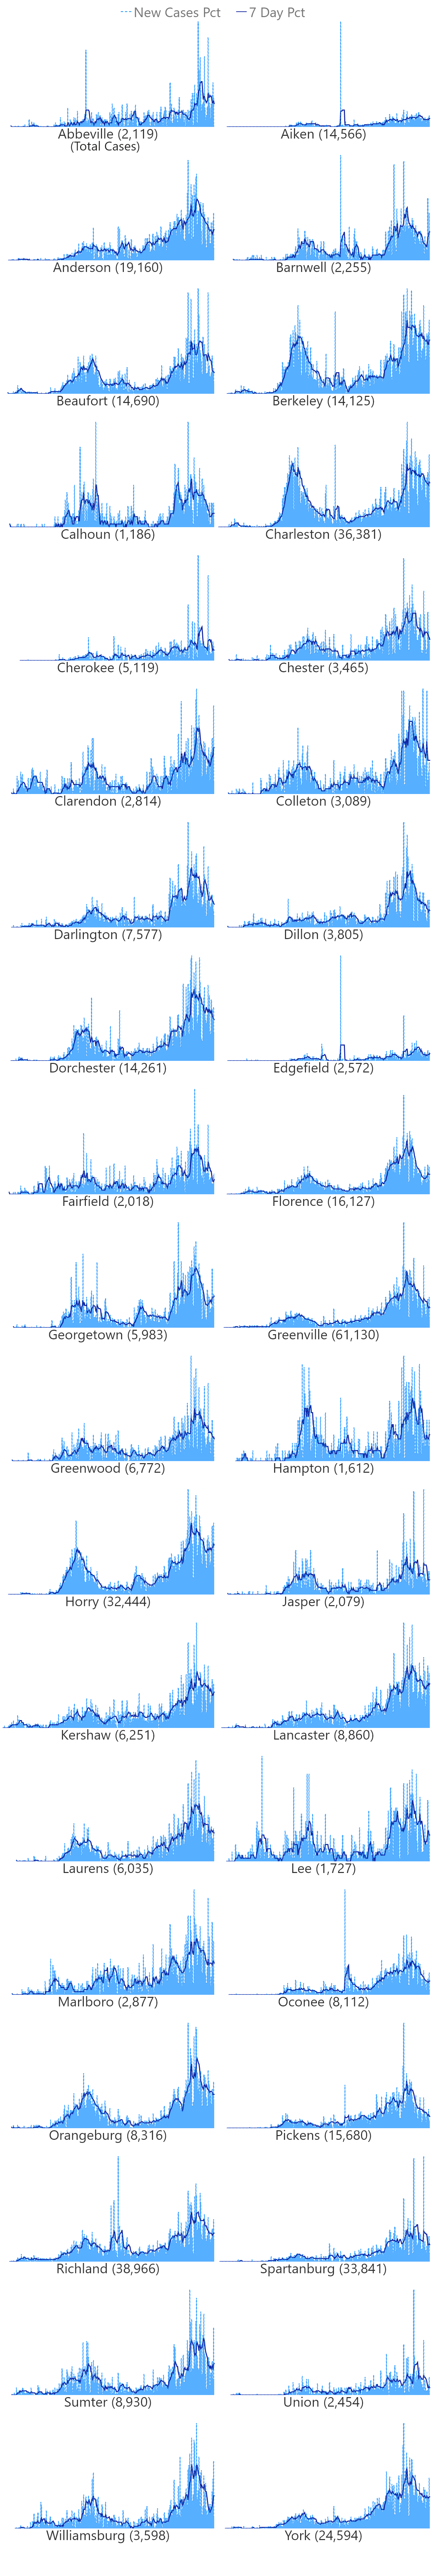 New Cases Pct 7 Day Pct
Abbeville (2,119) Aiken (14,566)
(Total Cases)
Anderson (19,160) Barnwell (2,255)
Beaufort (14,690) Berkeley (14,125)
Calhoun (1,186) Charleston (36,381)
Cherokee (5,119) Chester (3,465)
Clarendon (2,814) Colleton (3,089)
Darlington (7,577) Dillon (3,805)
Dorchester (14,261) Edgefield (2,572)
Fairfield (2,018) Florence (16,127)
Georgetown (5,983) Greenville (61,130)
Greenwood (6,772) Hampton (1,612)
Horry (32,444) Jasper (2,079)
Kershaw (6,251) Lancaster (8,860)
Laurens (6,035) Lee (1,727)
Marlboro (2,877) Oconee (8,112)
Orangeburg (8,316) Pickens (15,680)
Richland (38,966) Spartanburg (33,841)
Sumter (8,930) Union (2,454)
Williamsburg (3,598) York (24,594)